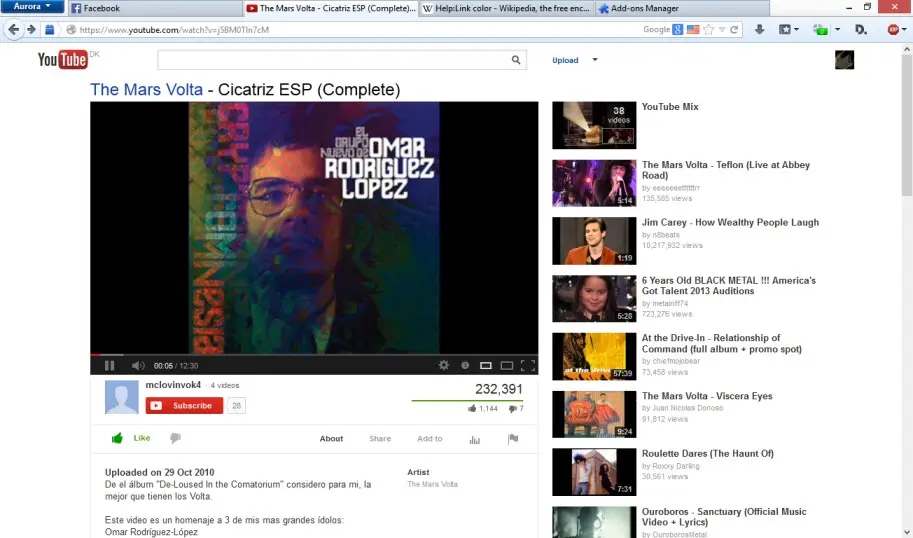 Aurora
Facebook
The Mars Volta - Cicatriz ESP (Complete)...
Help:Link color - Wikipedia, the free enc...
Add-ons Manager
https://www.youtube.com/watch?v=j5BM0TIn7cM
Google
YouTube DK
Upload
The Mars Volta - Cicatriz ESP (Complete)
EL
GRUPO
NUEVO DE
OMAR
RODRIGUEZ
LOPEZ
00:05 / 12:30
mclovinvok4 · 4 videos
Subscribe
28
232,391
1,144
7
Like
About
Share
Add to
Uploaded on 29 Oct 2010
De el álbum "De-Loused In the Comatorium" considero para mi, la
mejor que tienen los Volta.
Este video es un homenaje a 3 de mis mas grandes ídolos:
Omar Rodríguez-López
Artist
The Mars Volta
38
videos
YouTube Mix
5:14
The Mars Volta - Teflon (Live at Abbey
Road)
135,585 views
1:19
Jim Carey - How Wealthy People Laugh
by n8beats
10,217,932 views
5:28
6 Years Old BLACK METAL !!! America's
Got Talent 2013 Auditions
by metalriff74
723,276 views
at the drive-in
57:39
At the Drive-In - Relationship of
Command (full album + promo spot)
by chiefmojobear
73,458 views
9:24
The Mars Volta - Viscera Eyes
by Juan Nicolas Donoso
91,812 views
7:31
Roulette Dares (The Haunt Of)
by Roxxy Darling
30,561 views
Ouroboros - Sanctuary (Official Music
Video + Lyrics)
by OuroborosMetal